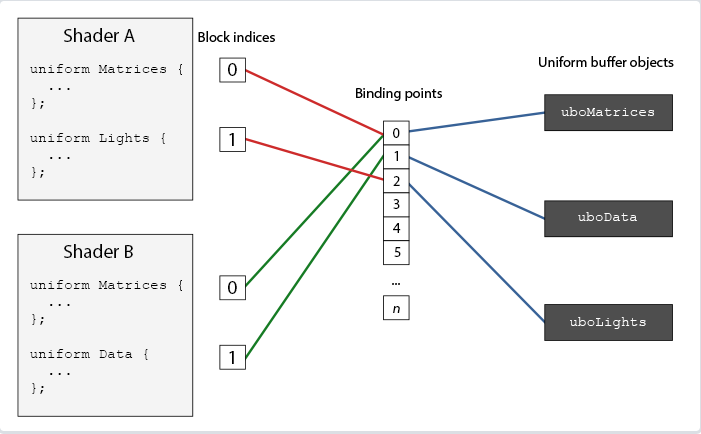 Shader A
uniform Matrices {
...
};
uniform Lights {
...
};
Shader B
uniform Matrices {
...
};
uniform Data {
...
};
Block indices
0
1
0
1
Binding points
0
1
2
3
4
5
...
n
Uniform buffer objects
uboMatrices
uboData
uboLights